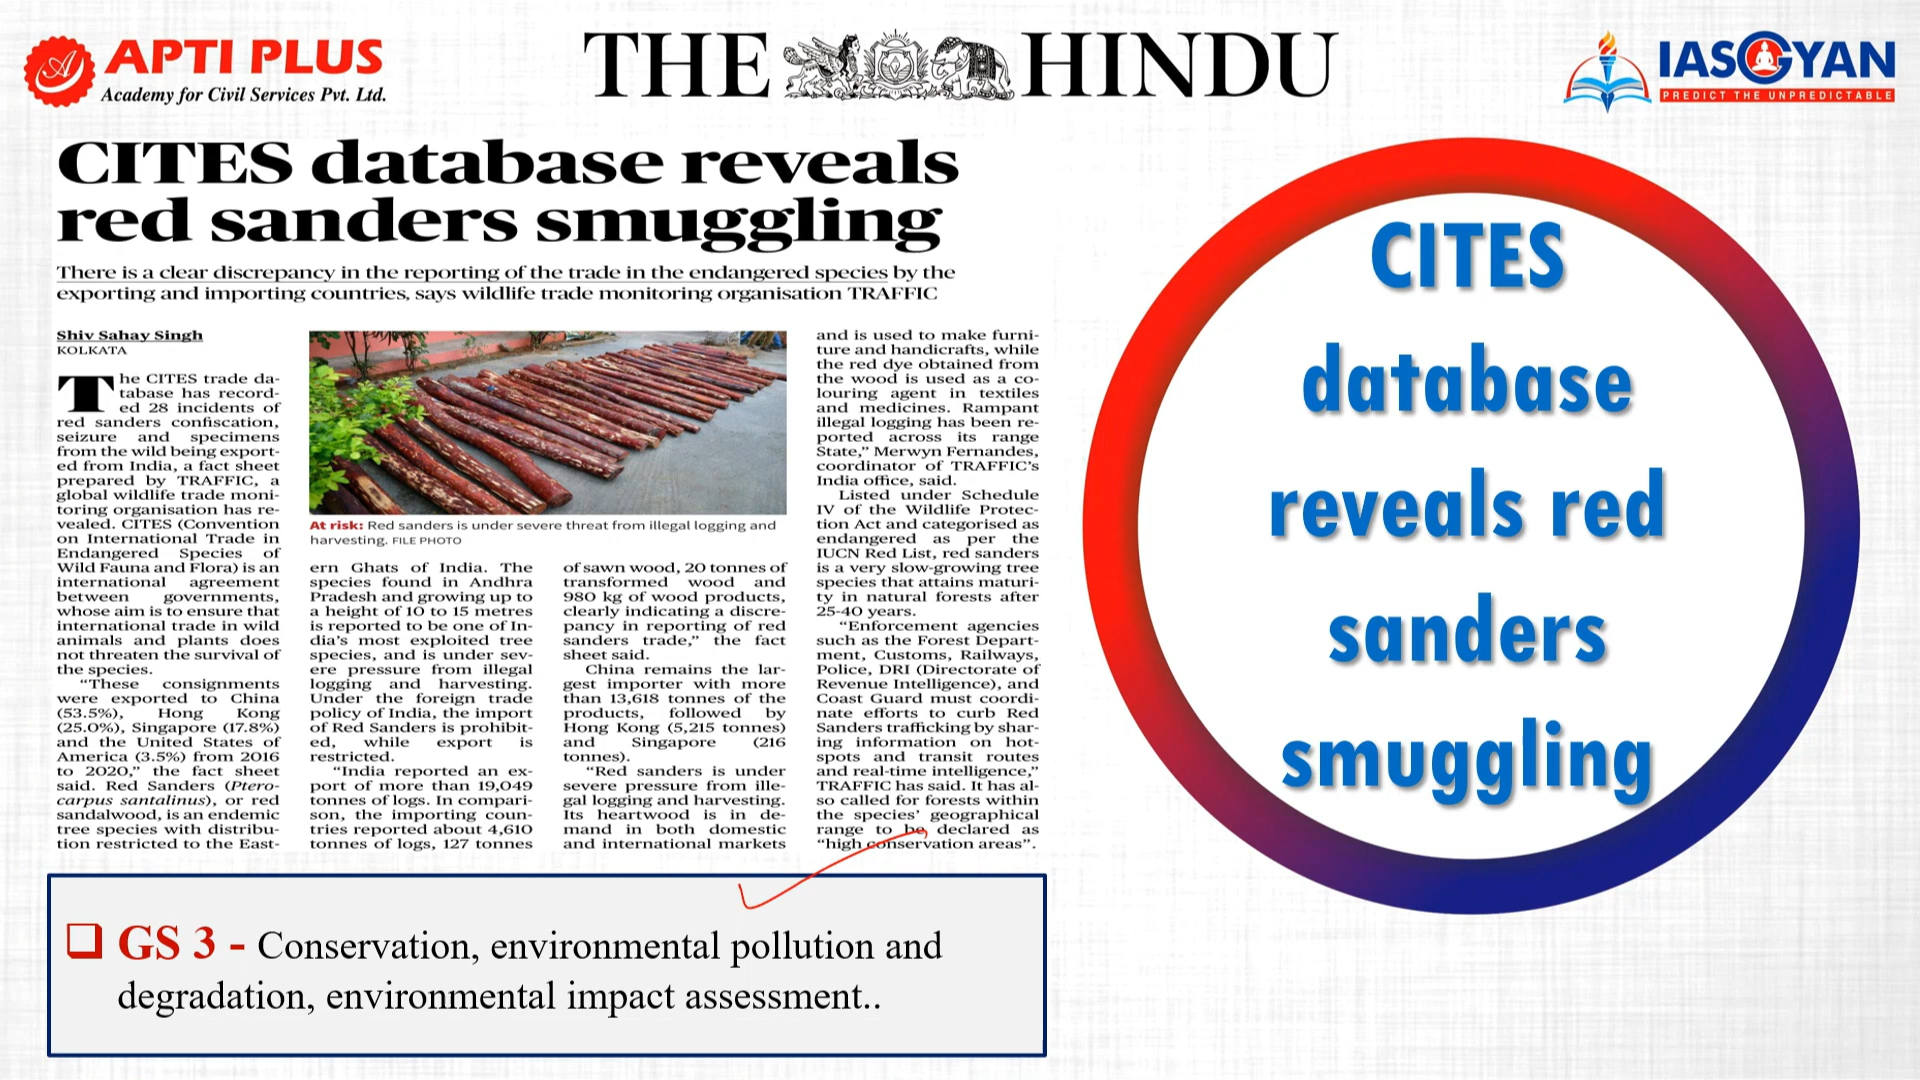 APTI PLUS
Academy for Civil Services Pvt. Ltd.
THE HINDU
IASGYAN
PREDICT THE UNPREDICTABLE
CITES database reveals
red sanders smuggling
There is a clear discrepancy in the reporting of the trade in the endangered species by the
exporting and importing countries, says wildlife trade monitoring organisation TRAFFIC
Shiv Sahay Singh
KOLKATA
The CITES trade da-
tabase has record-
ed 28 incidents of
red sanders confiscation,
seizure and specimens
from the wild being export-
ed from India, a fact sheet
prepared by TRAFFIC, a
global wildlife trade moni-
toring organisation has re-
vealed. CITES (Convention
on International Trade in
Endangered Species of
Wild Fauna and Flora) is an
international agreement
between governments,
whose aim is to ensure that
international trade in wild
animals and plants does
not threaten the survival of
the species.
“These consignments
were exported to China
(53.5%), Hong Kong
(25.0%), Singapore (17.8%)
and the United States of
America (3.5%) from 2016
to 2020,” the fact sheet
said. Red Sanders (Ptero-
carpus santalinus), or red
sandalwood, is an endemic
tree species with distribu-
tion restricted to the East-
At risk: Red sanders is under severe threat from illegal logging and
harvesting. FILE PHOTO
ern Ghats of India. The
species found in Andhra
Pradesh and growing up to
a height of 10 to 15 metres
is reported to be one of In-
dia’s most exploited tree
species, and is under sev-
ere pressure from illegal
logging and harvesting.
Under the foreign trade
policy of India, the import
of Red Sanders is prohibit-
ed, while export is
restricted.
“India reported an ex-
port of more than 19,049
tonnes of logs. In compari-
son, the importing coun-
tries reported about 4,610
tonnes of logs, 127 tonnes
of sawn wood, 20 tonnes of
transformed wood and
980 kg of wood products,
clearly indicating a discre-
pancy in reporting of red
sanders trade,” the fact
sheet said.
China remains the lar-
gest importer with more
than 13,618 tonnes of the
products, followed by
Hong Kong (5,215 tonnes)
and Singapore (216
tonnes).
“Red sanders is under
severe pressure from ille-
gal logging and harvesting.
Its heartwood is in de-
mand in both domestic
and international markets
and is used to make furni-
ture and handicrafts, while
the red dye obtained from
the wood is used as a co-
louring agent in textiles
and medicines. Rampant
illegal logging has been re-
ported across its range
State,” Merwyn Fernandes,
coordinator of TRAFFIC’s
India office, said.
Listed under Schedule
IV of the Wildlife Protec-
tion Act and categorised as
endangered as per the
IUCN Red List, red sanders
is a very slow-growing tree
species that attains maturi-
ty in natural forests after
25-40 years.
“Enforcement agencies
such as the Forest Depart-
ment, Customs, Railways,
Police, DRI (Directorate of
Revenue Intelligence), and
Coast Guard must coordi-
nate efforts to curb Red
Sanders trafficking by shar-
ing information on hot-
spots and transit routes
and real-time intelligence,”
TRAFFIC has said. It has al-
so called for forests within
the species’ geographical
range to be declared as
“high conservation areas”.
CITES
database
reveals red
sanders
smuggling
GS 3 - Conservation, environmental pollution and
degradation, environmental impact assessment..